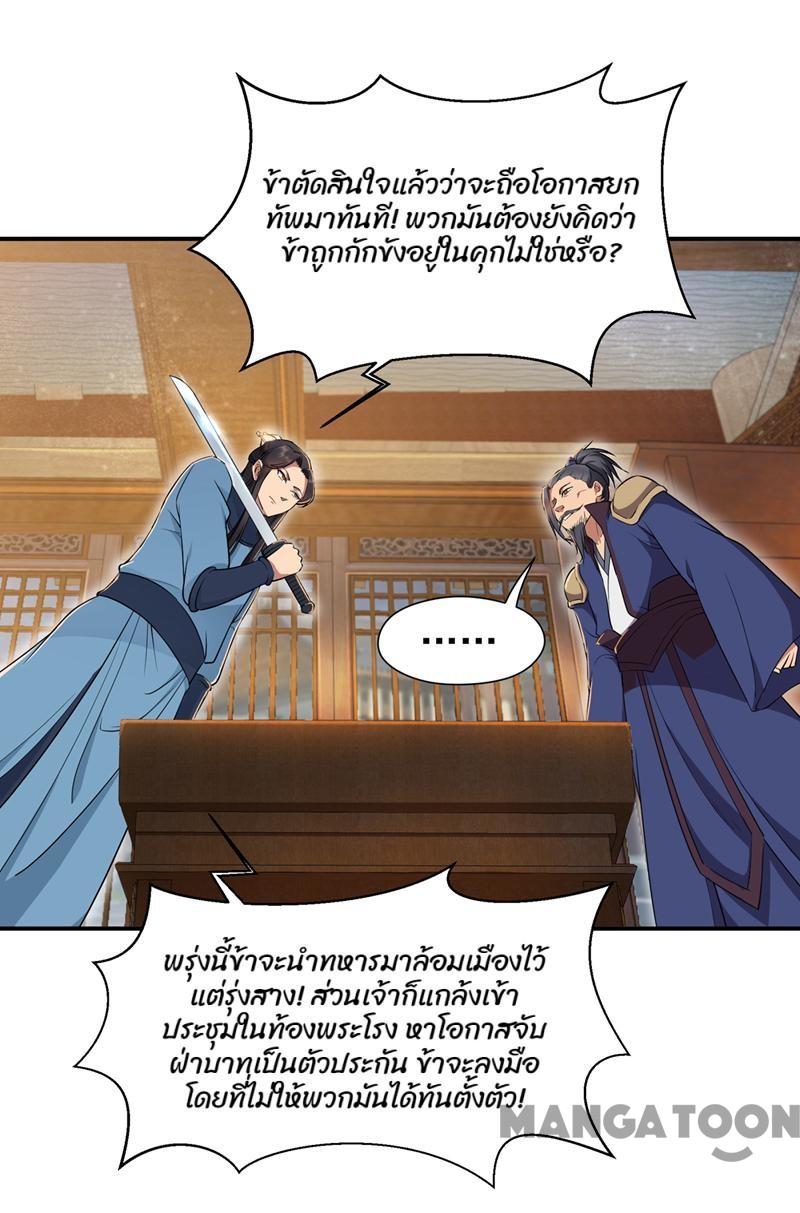 ข้าตัดสินใจแล้วว่าจะถือโอกาสยก
ทัพมาทันที! พวกมันต้องยังคิดว่า
ข้าถูกกักขังอยู่ในคุกไม่ใช่หรือ?
......
พรุ่งนี้ข้าจะนำทหารมาล้อมเมืองไว้
แต่รุ่งสาง! ส่วนเจ้าก็แกล้งเข้า
ประชุมในท้องพระโรง หาโอกาสจับ
ฝ่าบาทเป็นตัวประกัน ข้าจะลงมือ
โดยที่ไม่ให้พวกมันได้ทันตั้งตัว!
MANGATOON